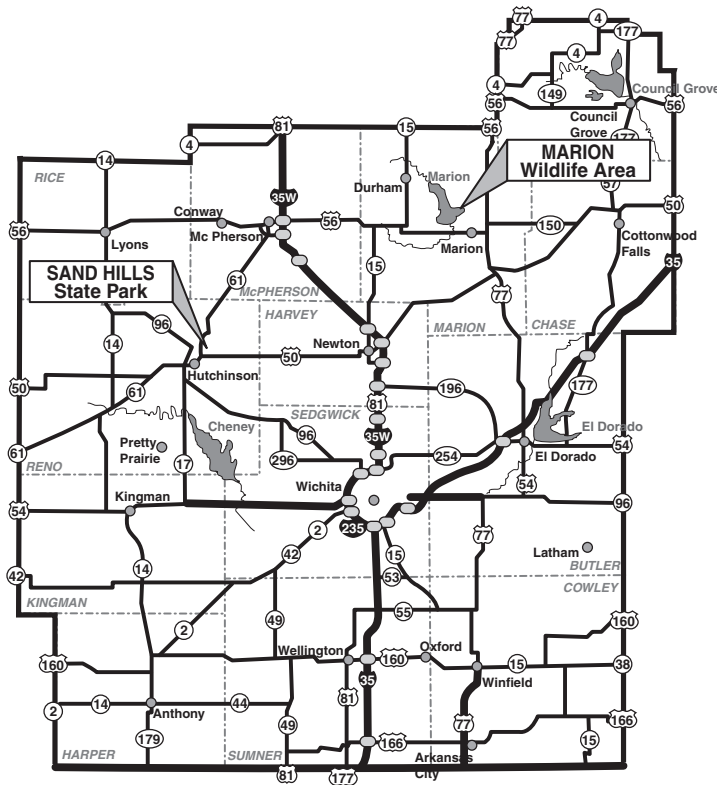 77
4
177
77
4
4
149
Council Grove
56
56
Council
Grove
177
81
15
56
4
MARION
Wildlife Area
14
RICE
35W
Durham
Marion
57
50
Conway
56
56
150
Mc Pherson
Lyons
Marion
Cottonwood
Falls
35
SAND HILLS
State Park
61
15
McPHERSON
77
HARVEY
96
MARION
CHASE
14
Newton
50
Hutchinson
50
61
196
177
81
SEDGWICK
Cheney
El Dorado
96
35W
Pretty
Prairie
61
RENO
17
296
254
El Dorado
54
Wichita
54
Kingman
96
54
2
235
77
42
15
Latham
14
BUTLER
42
53
COWLEY
KINGMAN
49
55
2
160
Wellington
Oxford
160
160
15
38
35
Winfield
81
2
14
44
Anthony
49
77
166
179
166
15
HARPER
SUMNER
Arkansas
City
81
177